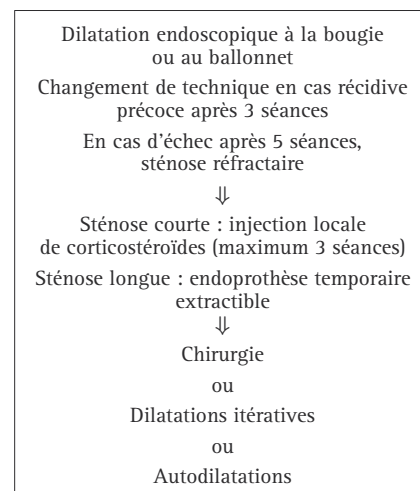 Dilatation endoscopique à la bougie
ou au ballonnet
Changement de technique en cas récidive
précoce après 3 séances
En cas d'échec après 5 séances,
sténose réfractaire
⇓
Sténose courte : injection locale
de corticostéroïdes (maximum 3 séances)
Sténose longue : endoprothèse temporaire
extractible
⇓
Chirurgie
ou
Dilatations itératives
ou
Autodilatations